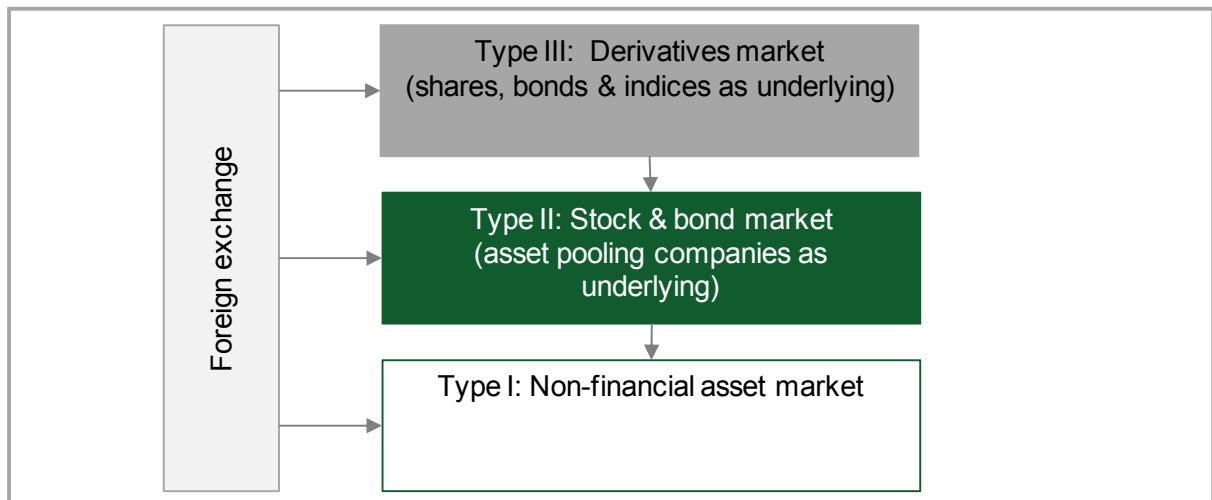 Foreign exchange
Type III:  Derivatives market
(shares, bonds & indices as underlying)
Type II: Stock & bond market
(asset pooling companies as
underlying)
Type I: Non-financial asset market